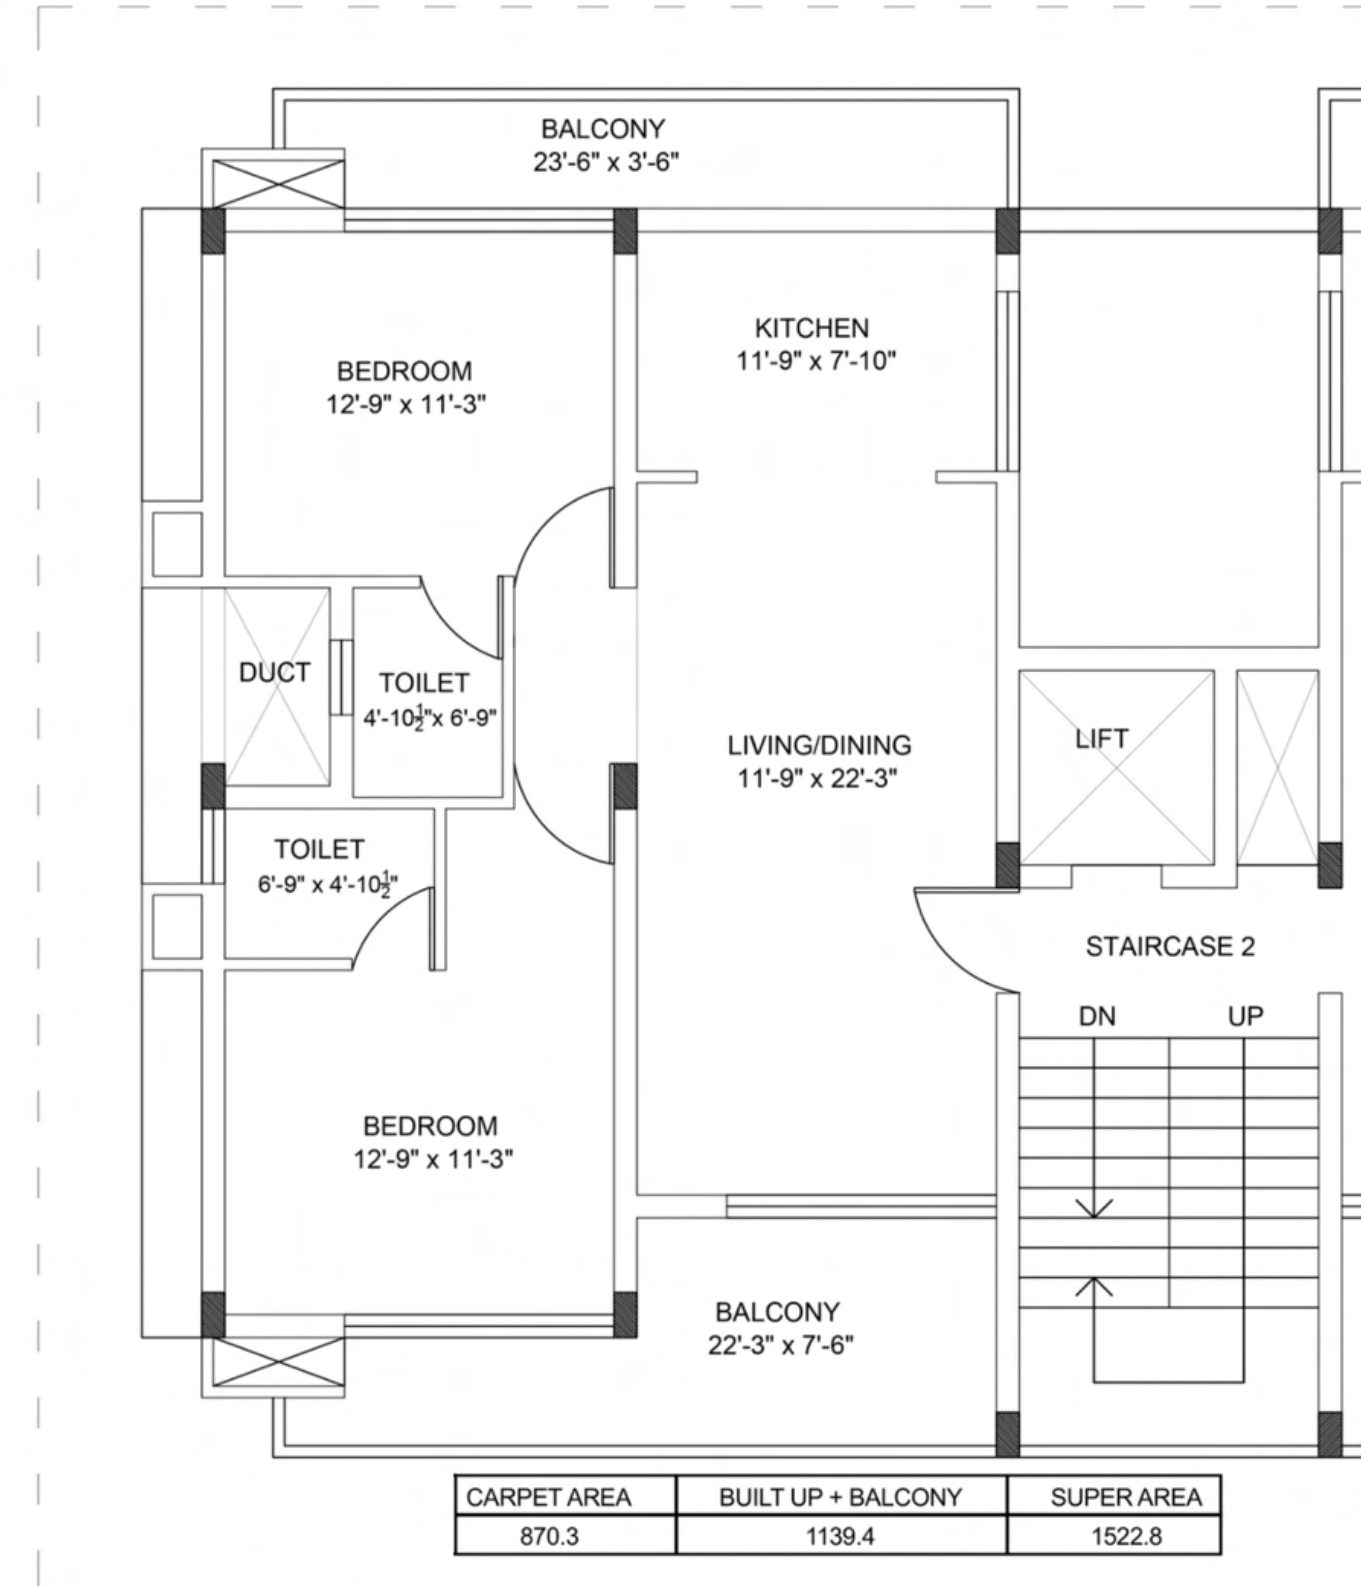 BALCONY
23'-6" x 3'-6"
KITCHEN
11'-9" x 7'-10"
BEDROOM
12'-9" x 11'-3"
DUCT
TOILET
4'-10½"x 6'-9"
LIVING/DINING
11'-9" x 22'-3"
LIFT
TOILET
6'-9" x 4'-10½"
STAIRCASE 2
DN UP
BEDROOM
12'-9" x 11'-3"
BALCONY
22'-3" x 7'-6"
CARPET AREA BUILT UP + BALCONY SUPER AREA
870.3 1139.4 1522.8